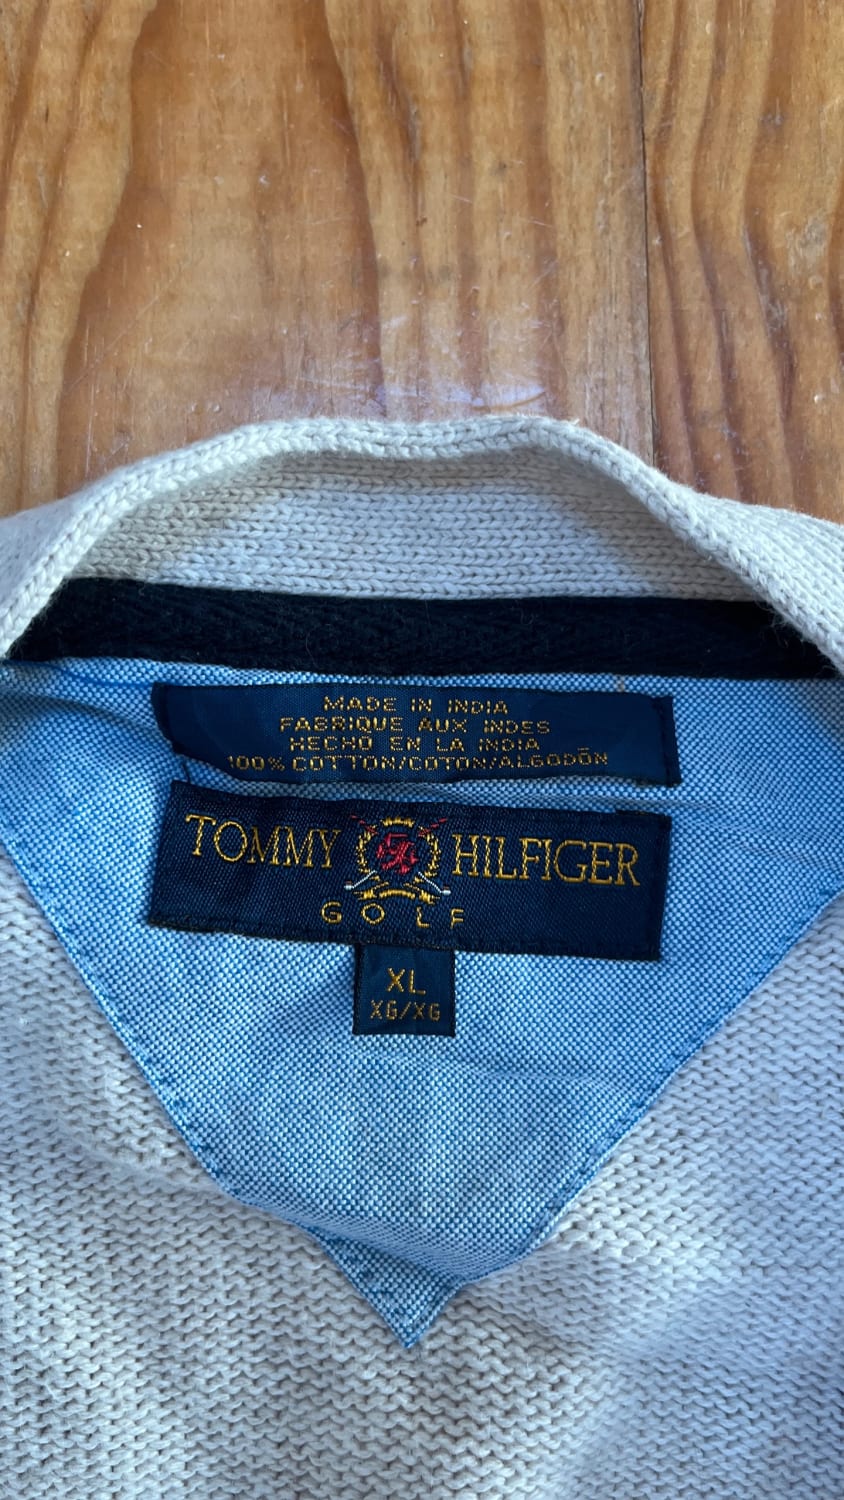 MADE IN INDIA
FABRIQUE AUX INDES
HECHO EN LA INDIA
100% COTTON/COTON/ALGODÓN
TOMMY HILFIGER
GOLF
XL
XG/XG